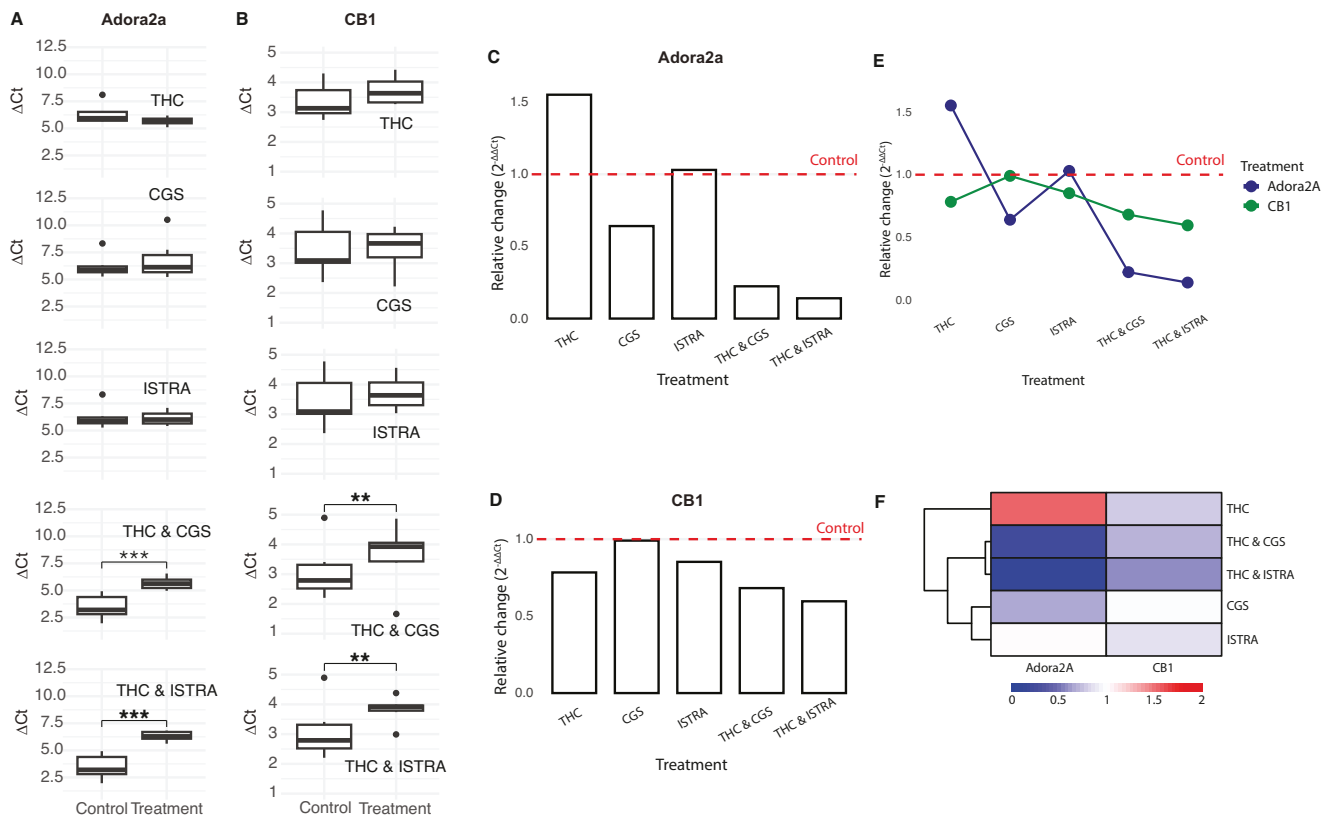 A
Adora2a
12.5
10.0
7.5
5.0
2.5
ΔCt
THC
12.5
10.0
7.5
5.0
2.5
ΔCt
CGS
12.5
10.0
7.5
5.0
2.5
ΔCt
ISTRA
12.5
10.0
7.5
5.0
2.5
ΔCt
THC & CGS
***
12.5
10.0
7.5
5.0
2.5
ΔCt
THC & ISTRA
***
Control Treatment
B
CB1
5
4
3
2
1
ΔCt
THC
5
4
3
2
1
ΔCt
CGS
5
4
3
2
1
ΔCt
ISTRA
5
4
3
2
1
ΔCt
**
THC & CGS
5
4
3
2
1
ΔCt
**
THC & ISTRA
Control Treatment
C
Adora2a
Relative change (2-ΔΔCt)
1.5
1.0
0.5
0.0
Control
THC CGS ISTRA THC & CGS THC & ISTRA
Treatment
D
CB1
Relative change (2-ΔΔCt)
1.0
0.5
0.0
Control
THC CGS ISTRA THC & CGS THC & ISTRA
Treatment
E
Relative change (2-ΔΔCt)
1.5
1.0
0.5
0.0
Control
Treatment
Adora2A
CB1
THC CGS ISTRA THC & CGS THC & ISTRA
Treatment
F
THC
THC & CGS
THC & ISTRA
CGS
ISTRA
Adora2A CB1
0 0.5 1 1.5 2